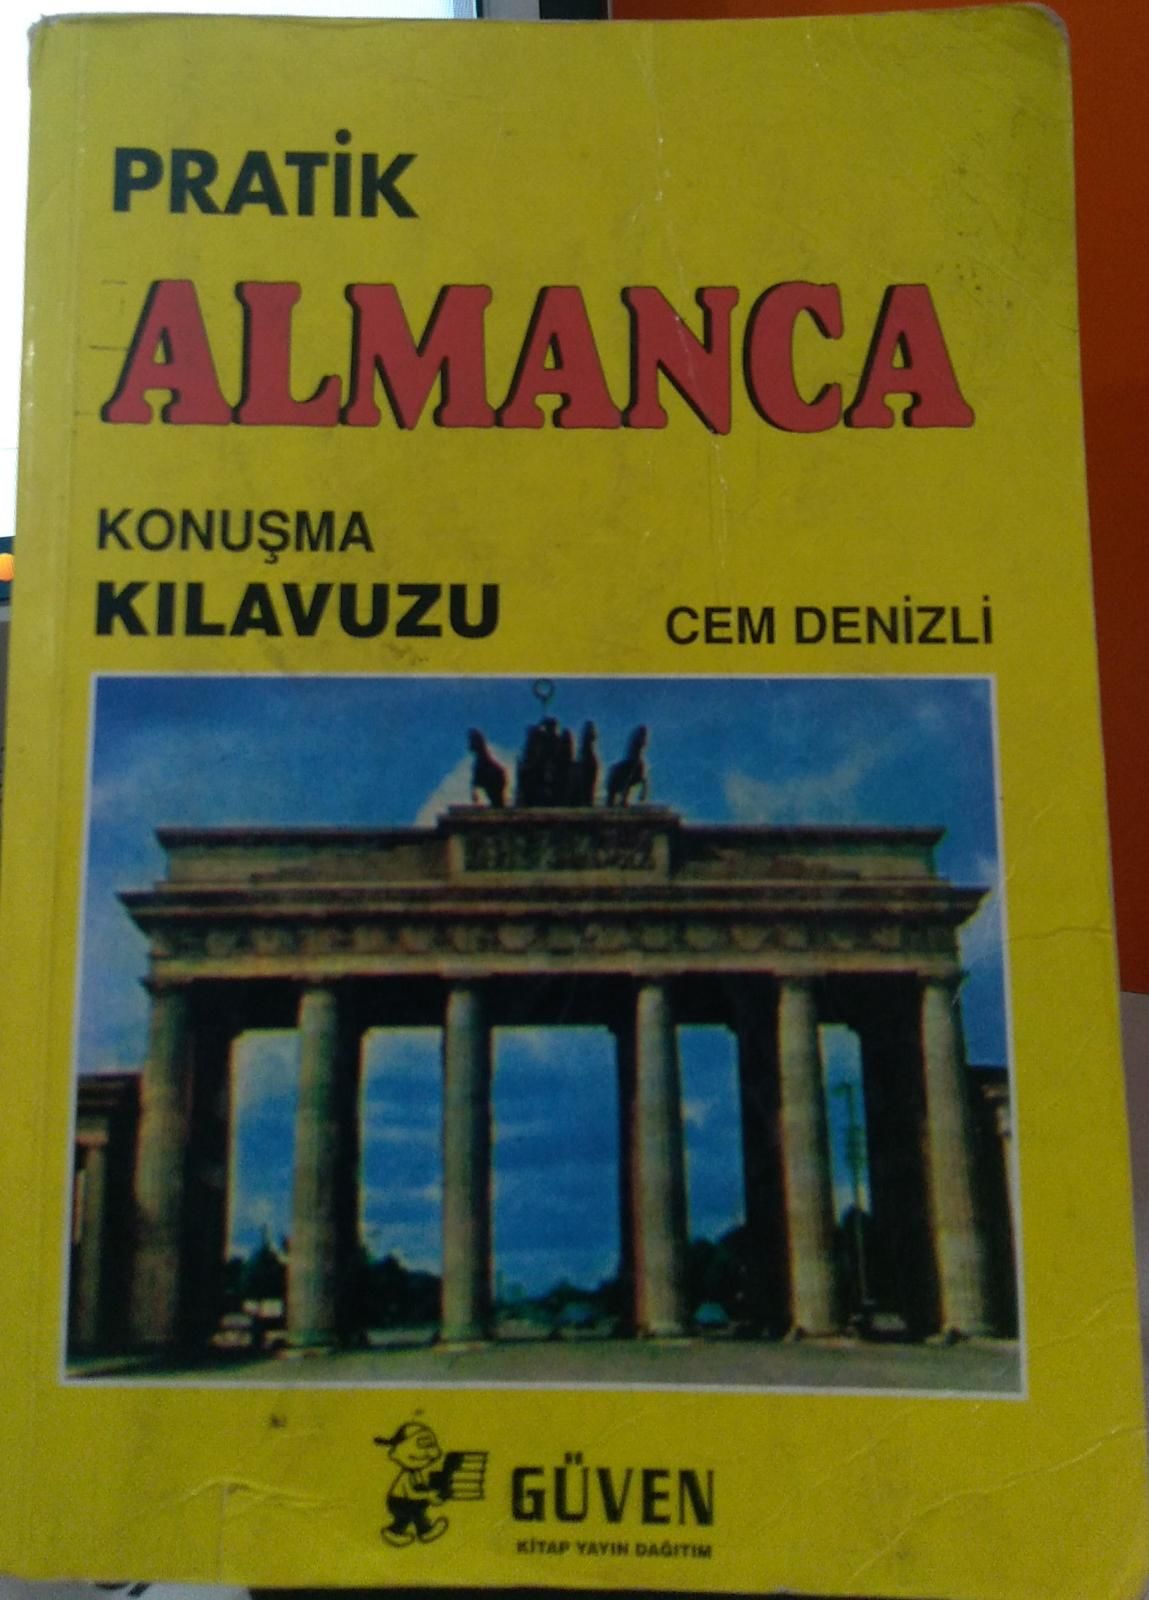 PRATİK
ALMANCA
KONUŞMA
KILAVUZU
CEM DENİZLİ
GÜVEN
KİTAP YAYIN DAĞITIM